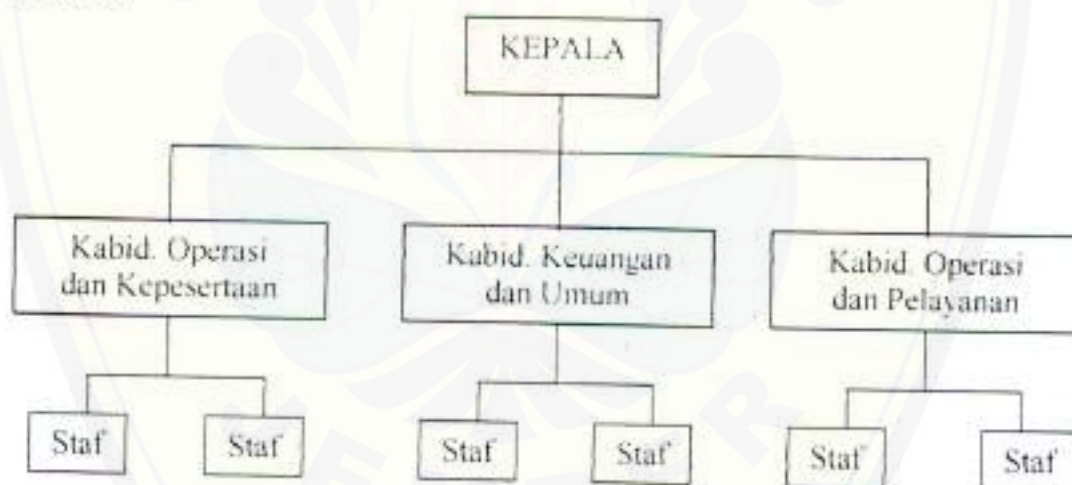 KEPALA
Kabid. Operasi
dan Kepesertaan
Kabid. Keuangan
dan Umum
Kabid. Operasi
dan Pelayanan
Staf
Staf
Staf
Staf
Staf
Staf